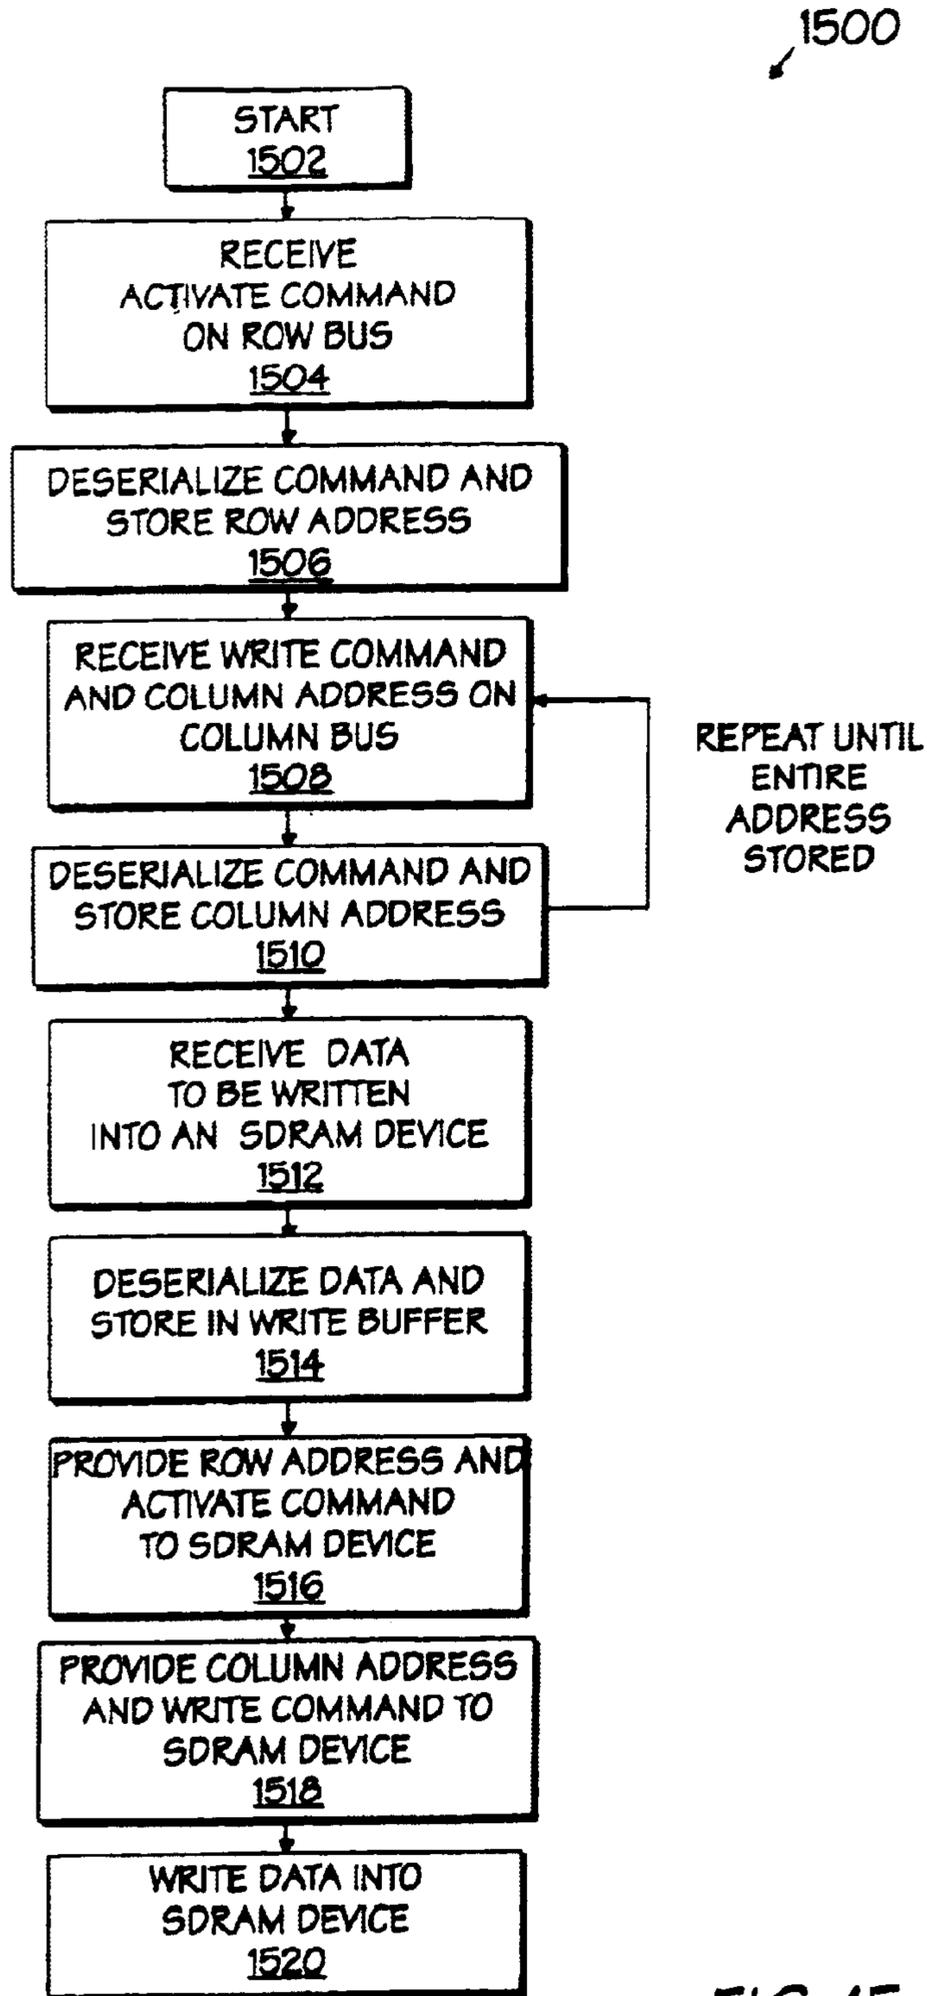 1500
START
1502
RECEIVE
ACTIVATE COMMAND
ON ROW BUS
1504
DESERIALIZE COMMAND AND
STORE ROW ADDRESS
1506
RECEIVE WRITE COMMAND
AND COLUMN ADDRESS ON
COLUMN BUS
1508
REPEAT UNTIL
ENTIRE
ADDRESS
STORED
DESERIALIZE COMMAND AND
STORE COLUMN ADDRESS
1510
RECEIVE DATA
TO BE WRITTEN
INTO AN SDRAM DEVICE
1512
DESERIALIZE DATA AND
STORE IN WRITE BUFFER
1514
PROVIDE ROW ADDRESS AND
ACTIVATE COMMAND
TO SDRAM DEVICE
1516
PROVIDE COLUMN ADDRESS
AND WRITE COMMAND TO
SDRAM DEVICE
1518
WRITE DATA INTO
SDRAM DEVICE
1520